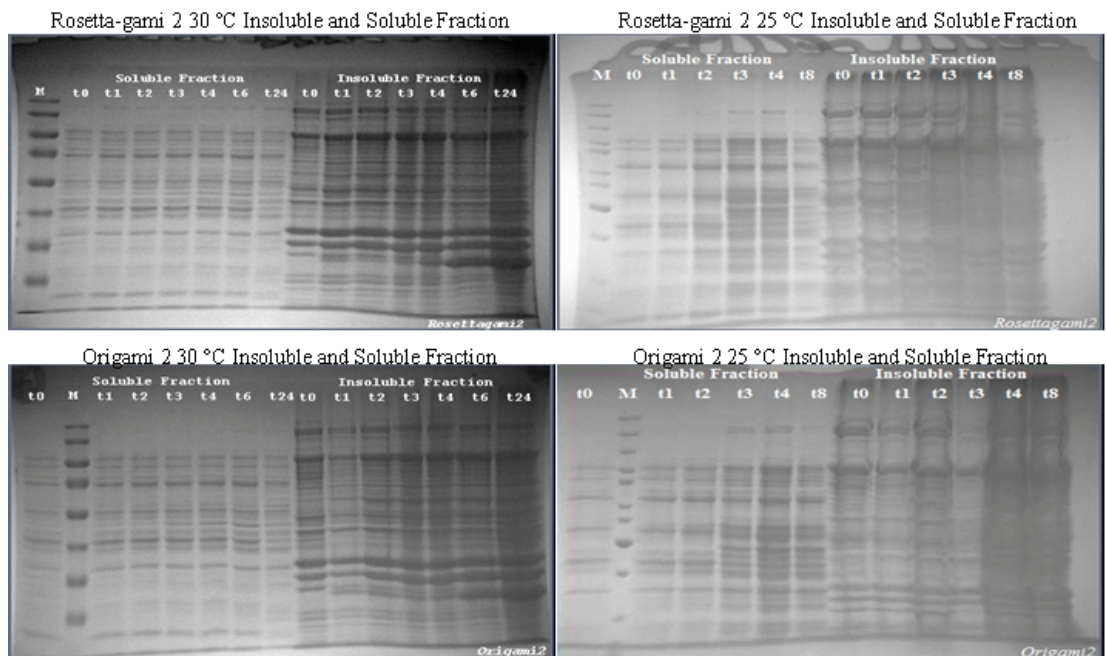 Rosetta-gami 2 30 °C Insoluble and Soluble Fraction
Soluble Fraction Insoluble Fraction
M t0 t1 t2 t3 t4 t6 t24 t0 t1 t2 t3 t4 t6 t24
Rosettagami2
Rosetta-gami 2 25 °C Insoluble and Soluble Fraction
Soluble Fraction Insoluble Fraction
M t0 t1 t2 t3 t4 t8 t0 t1 t2 t3 t4 t8
Rosettagami2
Origami 2 30 °C Insoluble and Soluble Fraction
Soluble Fraction Insoluble Fraction
t0 M t1 t2 t3 t4 t6 t24 t0 t1 t2 t3 t4 t6 t24
Origami2
Origami 2 25 °C Insoluble and Soluble Fraction
Soluble Fraction Insoluble Fraction
t0 M t1 t2 t3 t4 t8 t0 t1 t2 t3 t4 t8
Origami2